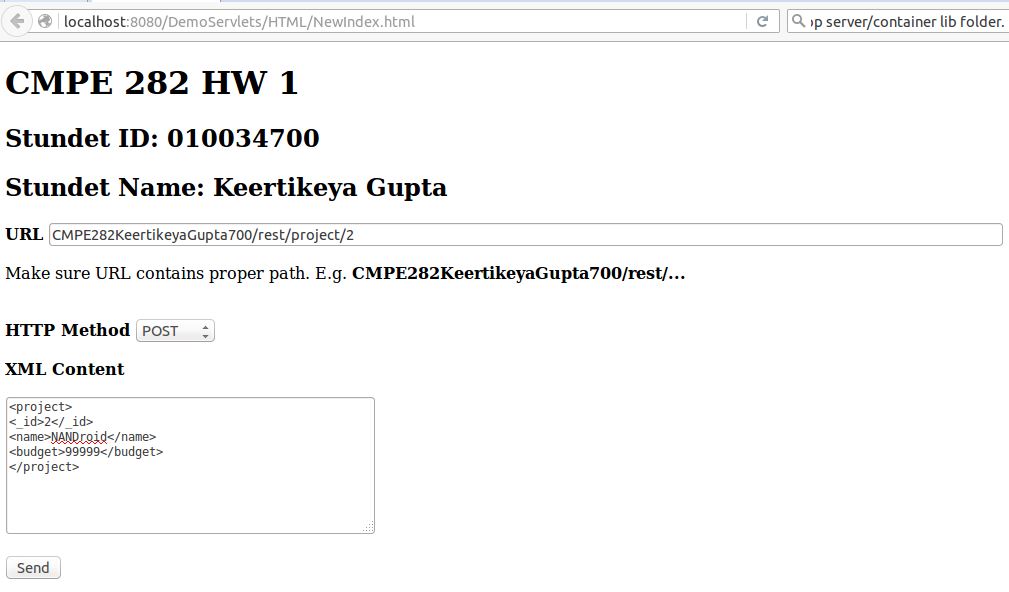 localhost:8080/DemoServlets/HTML/NewIndex.html
pp server/container lib folder.
CMPE 282 HW 1
Stundet ID: 010034700
Stundet Name: Keertikeya Gupta
URL CMPE282KeertikeyaGupta700/rest/project/2
Make sure URL contains proper path. E.g. CMPE282KeertikeyaGupta700/rest/...
HTTP Method POST
XML Content
<project>
<_id>2</_id>
<name>NANDroid</name>
<budget>99999</budget>
</project>
Send